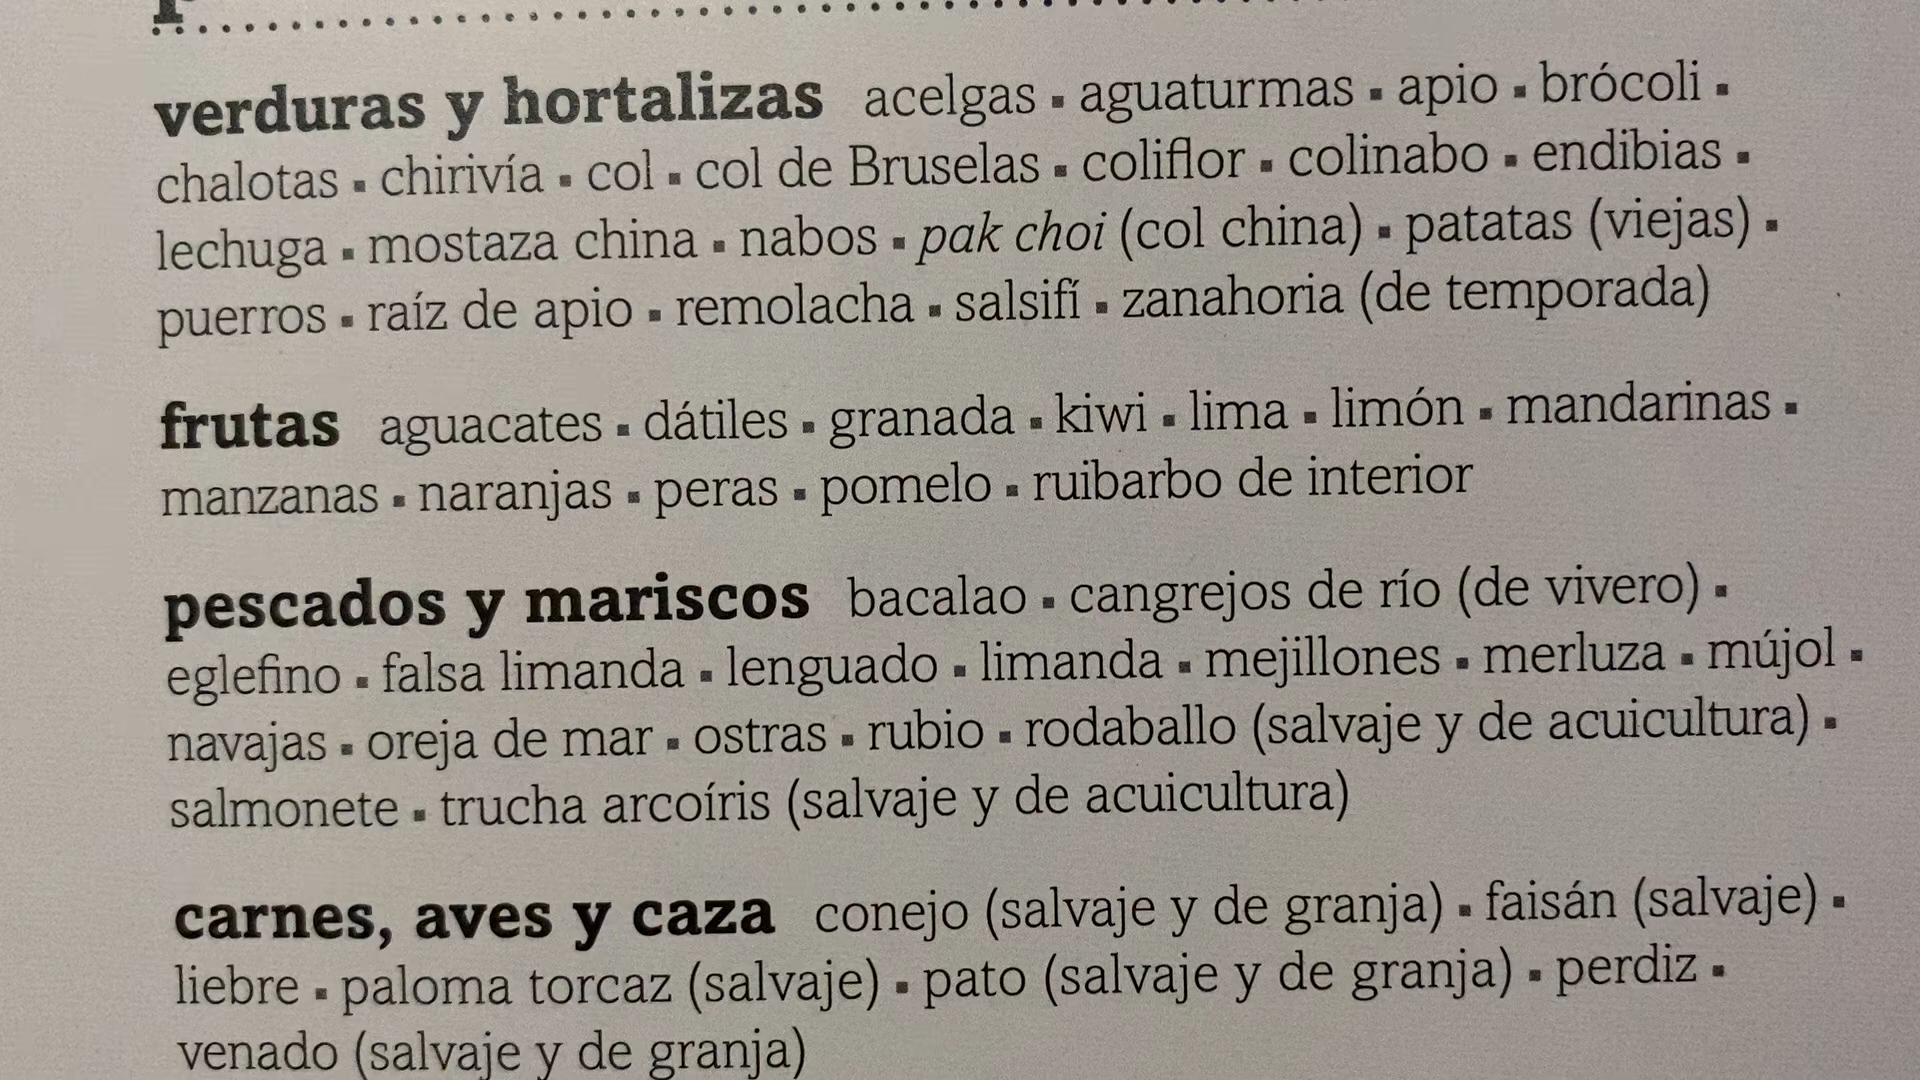 verduras y hortalizas acelgas ▪ aguaturmas ▪ apio ▪ brócoli ▪
chalotas ▪ chirivía ▪ col ▪ col de Bruselas ▪ coliflor ▪ colinabo ▪ endibias ▪
lechuga ▪ mostaza china ▪ nabos ▪ pak choi (col china) ▪ patatas (viejas) ▪
puerros ▪ raíz de apio ▪ remolacha ▪ salsifí ▪ zanahoria (de temporada)
frutas aguacates ▪ dátiles ▪ granada ▪ kiwi ▪ lima ▪ limón ▪ mandarinas ▪
manzanas ▪ naranjas ▪ peras ▪ pomelo ▪ ruibarbo de interior
pescados y mariscos bacalao ▪ cangrejos de río (de vivero) ▪
eglefino ▪ falsa limanda ▪ lenguado ▪ limanda ▪ mejillones ▪ merluza ▪ mújol ▪
navajas ▪ oreja de mar ▪ ostras ▪ rubio ▪ rodaballo (salvaje y de acuicultura) ▪
salmonete ▪ trucha arcoíris (salvaje y de acuicultura)
carnes, aves y caza conejo (salvaje y de granja) ▪ faisán (salvaje) ▪
liebre ▪ paloma torcaz (salvaje) ▪ pato (salvaje y de granja) ▪ perdiz ▪
venado (salvaje y de granja)